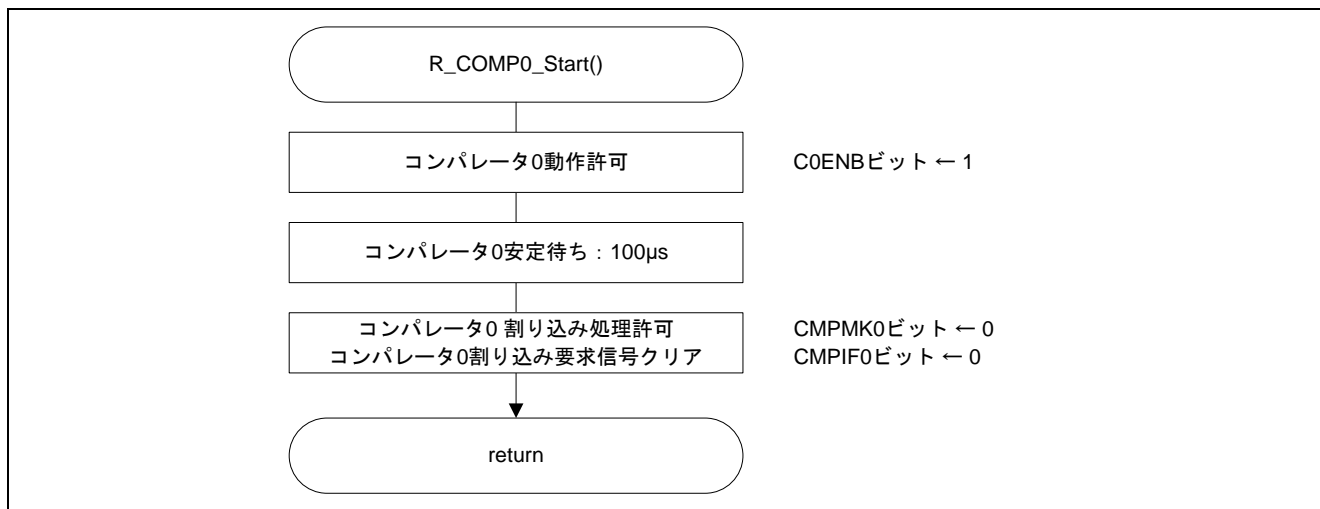 R_COMP0_Start()
コンパレータ0動作許可
C0ENBビット ← 1
コンパレータ0安定待ち：100µs
コンパレータ0 割り込み処理許可
CMPMK0ビット ← 0
コンパレータ0割り込み要求信号クリア
CMPIF0ビット ← 0
return